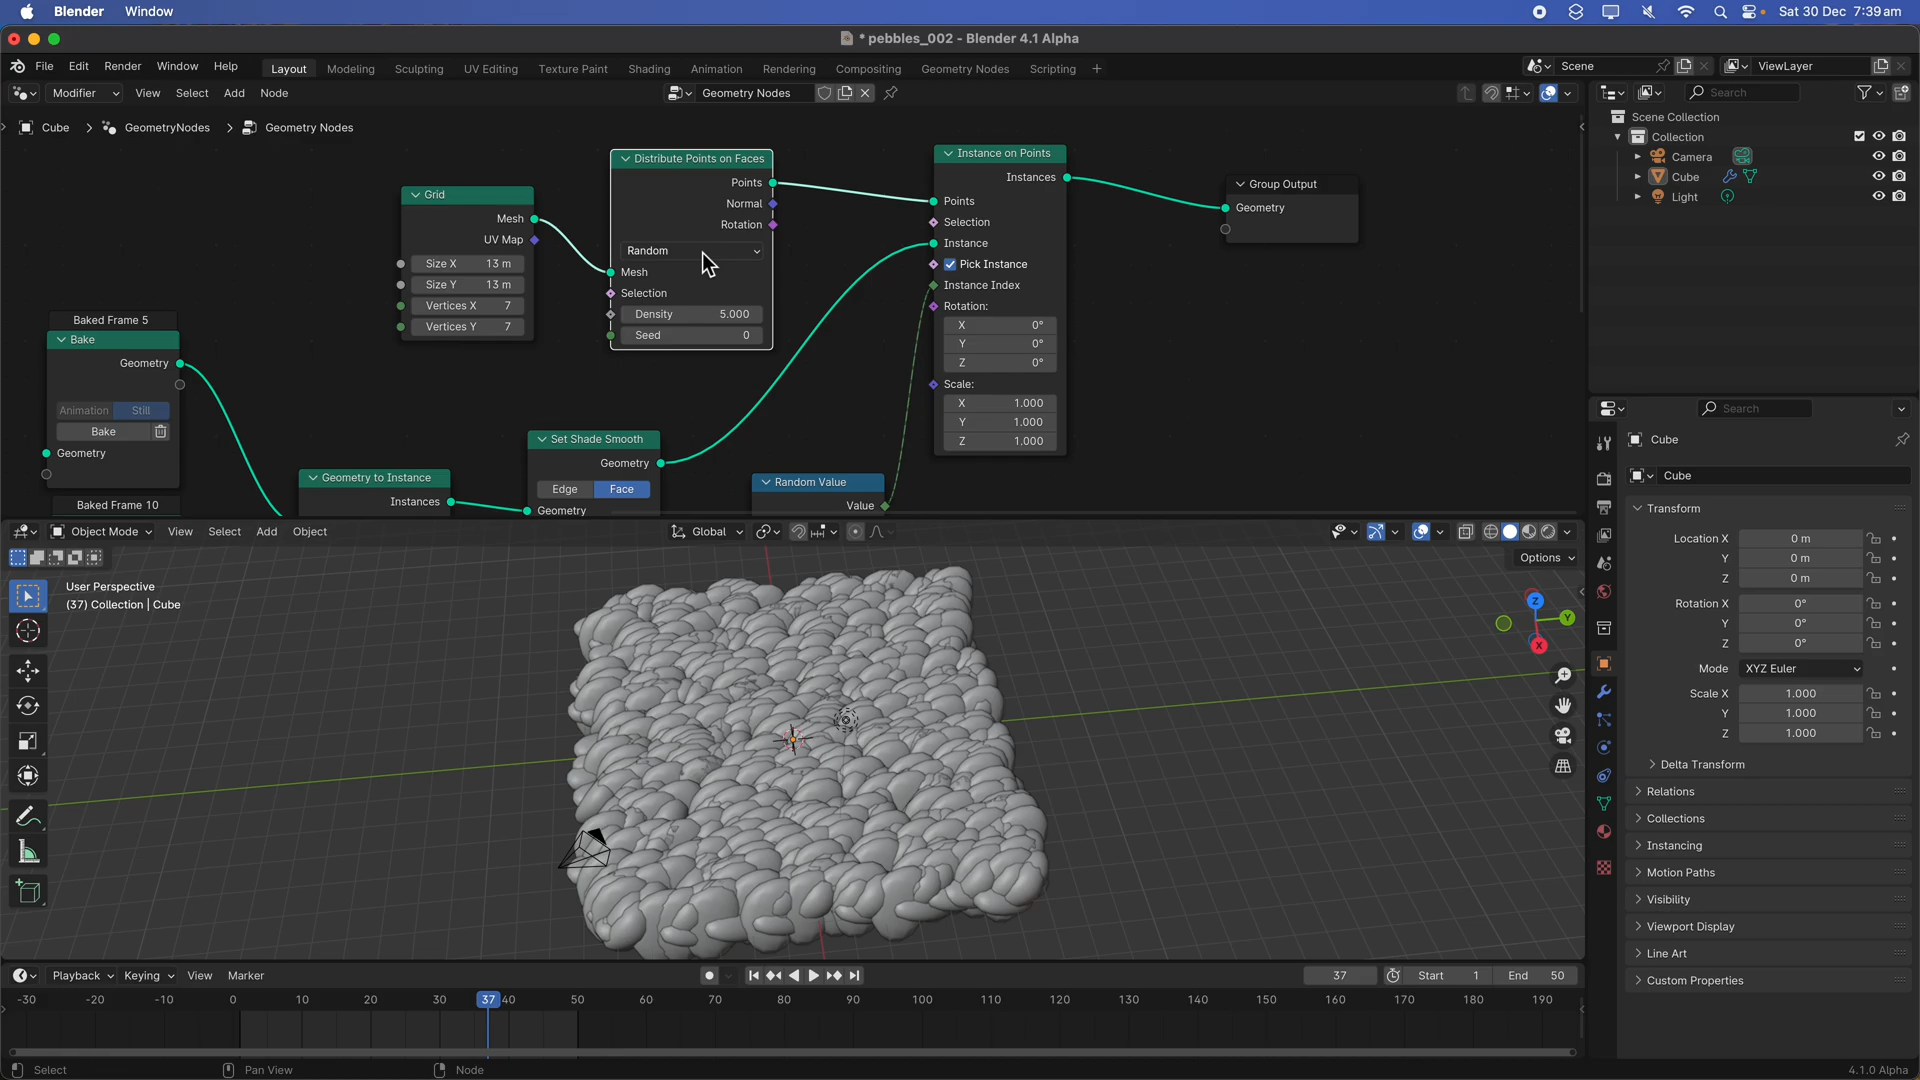 Blender Window Sat 30 Dec 7:39 am
* pebbles_002 - Blender 4.1 Alpha
File Edit Render Window Help Layout Modeling Sculpting UV Editing Texture Paint Shading Animation Rendering Compositing Geometry Nodes Scripting + Scene ViewLayer
Modifier View Select Add Node Geometry Nodes Search
Cube > GeometryNodes > Geometry Nodes
Scene Collection
Collection
Camera
Cube
Light
Grid
Mesh
UV Map
Size X 13 m
Size Y 13 m
Vertices X 7
Vertices Y 7
Distribute Points on Faces
Points
Normal
Rotation
Random
Mesh
Selection
Density 5.000
Seed 0
Instance on Points
Instances
Points
Selection
Instance
Pick Instance
Instance Index
Rotation:
X 0°
Y 0°
Z 0°
Scale:
X 1.000
Y 1.000
Z 1.000
Group Output
Geometry
Baked Frame 5
Bake
Geometry
Animation Still
Bake
Geometry
Baked Frame 10
Geometry to Instance
Instances
Set Shade Smooth
Geometry
Edge Face
Geometry
Random Value
Value
Object Mode View Select Add Object Global
Options
User Perspective
(37) Collection | Cube
Z
Y
X
Search
Cube
Cube
Transform
Location X 0 m
Y 0 m
Z 0 m
Rotation X 0°
Y 0°
Z 0°
Mode XYZ Euler
Scale X 1.000
Y 1.000
Z 1.000
Delta Transform
Relations
Collections
Instancing
Motion Paths
Visibility
Viewport Display
Line Art
Custom Properties
Playback Keying View Marker 37 Start 1 End 50
-30 -20 -10 0 10 20 30 37 40 50 60 70 80 90 100 110 120 130 140 150 160 170 180 190
Select Pan View Node 4.1.0 Alpha